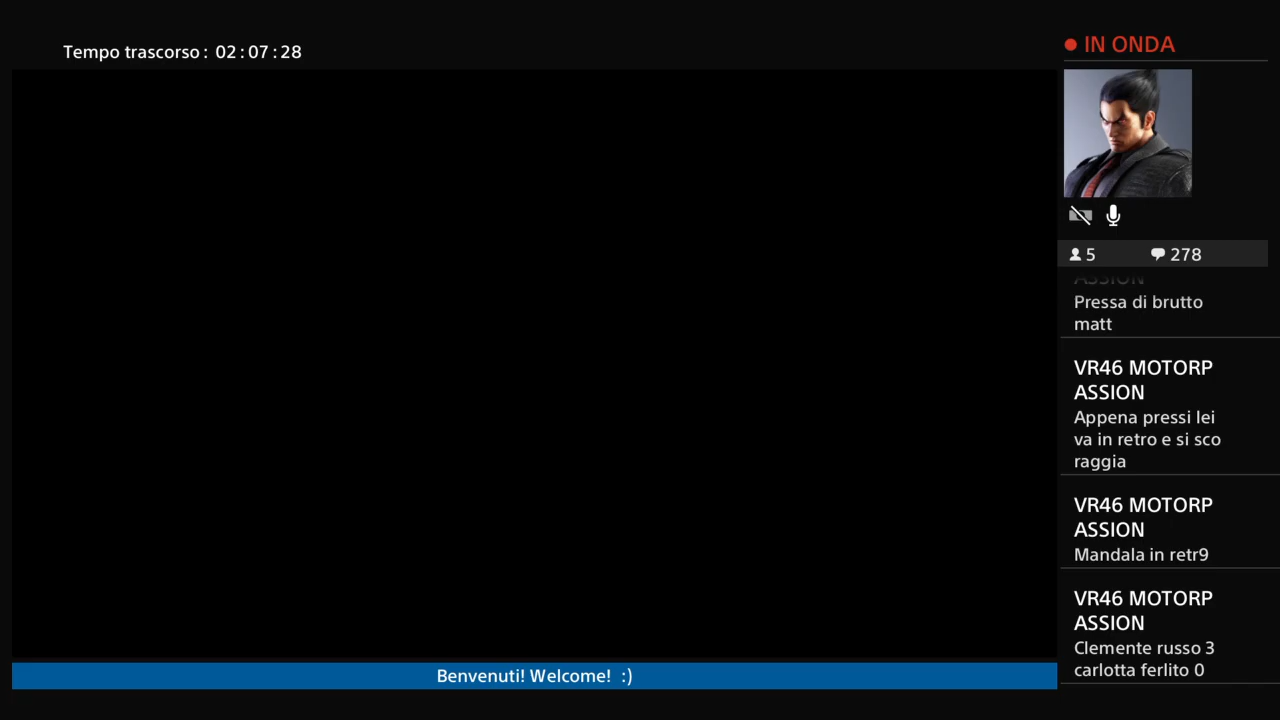 Tempo trascorso: 02:07:28
IN ONDA
5
278
ASSION
Pressa di brutto
matt
VR46 MOTORP
ASSION
Appena pressi lei
va in retro e si sco
raggia
VR46 MOTORP
ASSION
Mandala in retr9
VR46 MOTORP
ASSION
Clemente russo 3
carlotta ferlito 0
Benvenuti! Welcome! :)